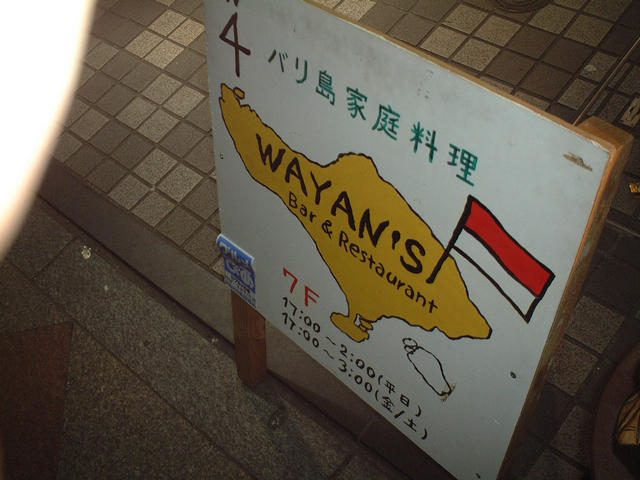 4
バリ島家庭料理
WAYAN'S
Bar & Restaurant
7F
17:00～2:00(平日)
17:00～3:00(金/土)